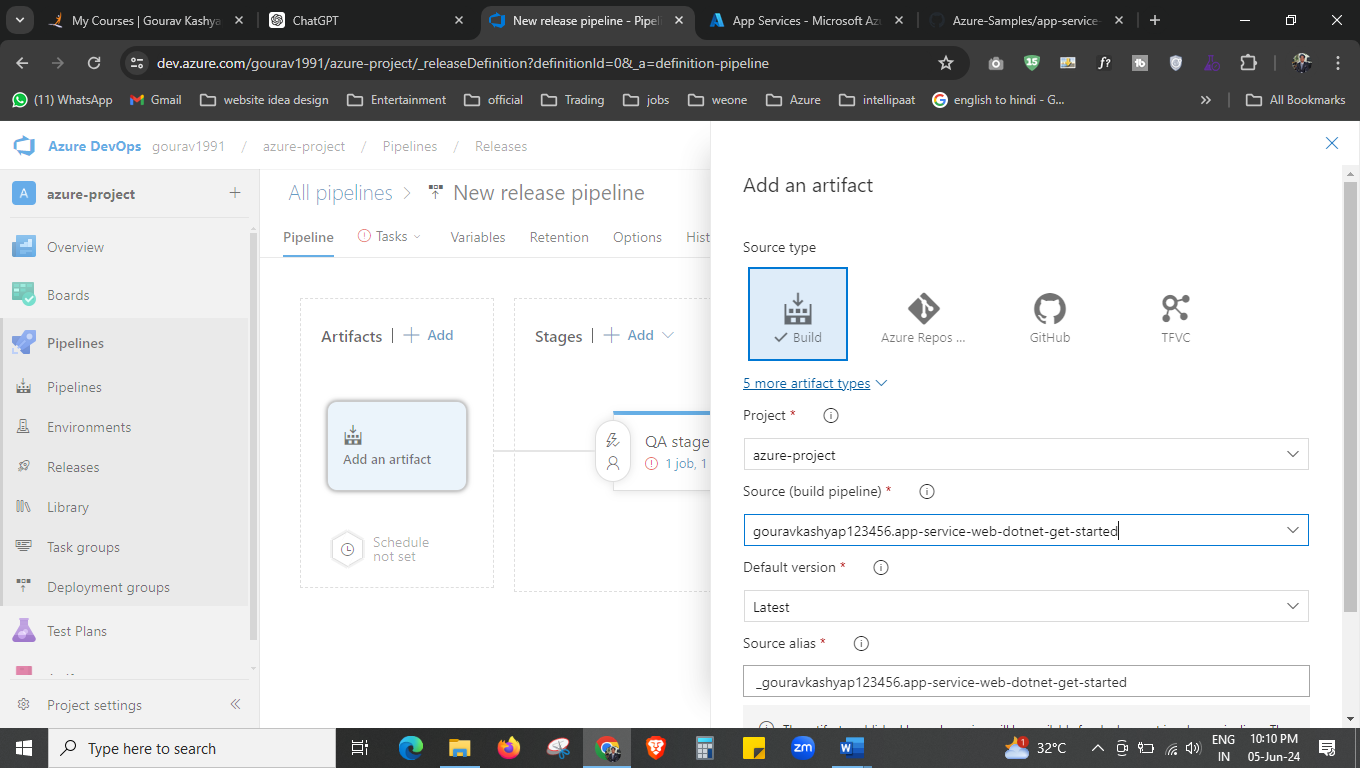 My Courses | Gourav Kashya
ChatGPT
New release pipeline - Pipeli
App Services - Microsoft Az
Azure-Samples/app-service-
dev.azure.com/gourav1991/azure-project/_releaseDefinition?definitionId=0&_a=definition-pipeline
15
f?
(11) WhatsApp
Gmail
website idea design
Entertainment
official
Trading
jobs
weone
Azure
intellipaat
english to hindi - G...
All Bookmarks
Azure DevOps gourav1991 / azure-project / Pipelines / Releases
A azure-project
Overview
Boards
Pipelines
Pipelines
Environments
Releases
Library
Task groups
Deployment groups
Test Plans
Project settings
All pipelines > New release pipeline
Pipeline Tasks Variables Retention Options Hist
Artifacts | + Add
Stages | + Add
Add an artifact
QA stage
1 job, 1
Schedule
not set
Add an artifact
Source type
Build
Azure Repos ...
GitHub
TFVC
5 more artifact types
Project *
azure-project
Source (build pipeline) *
gouravkashyap123456.app-service-web-dotnet-get-started
Default version *
Latest
Source alias *
_gouravkashyap123456.app-service-web-dotnet-get-started
Type here to search
zm
1
32°C
ENG
IN
10:10 PM
05-Jun-24